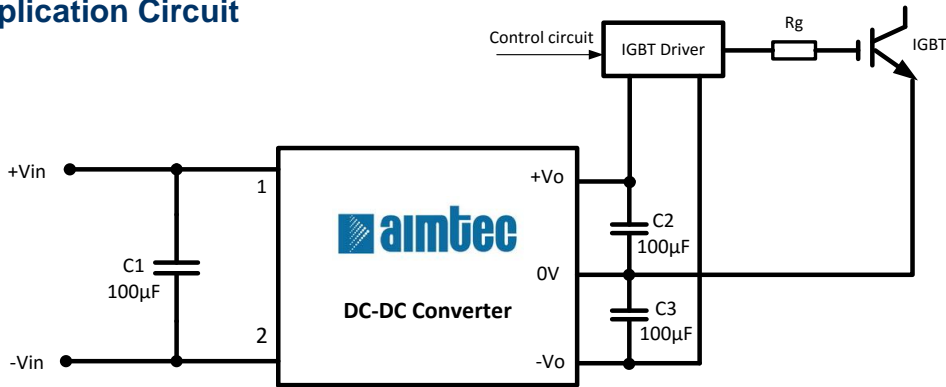 plication Circuit
Control circuit
IGBT Driver
Rg
IGBT
+Vin
1
+Vo
C2
100µF
aimtec
C1
100µF
0V
DC-DC Converter
C3
100µF
2
-Vin
-Vo